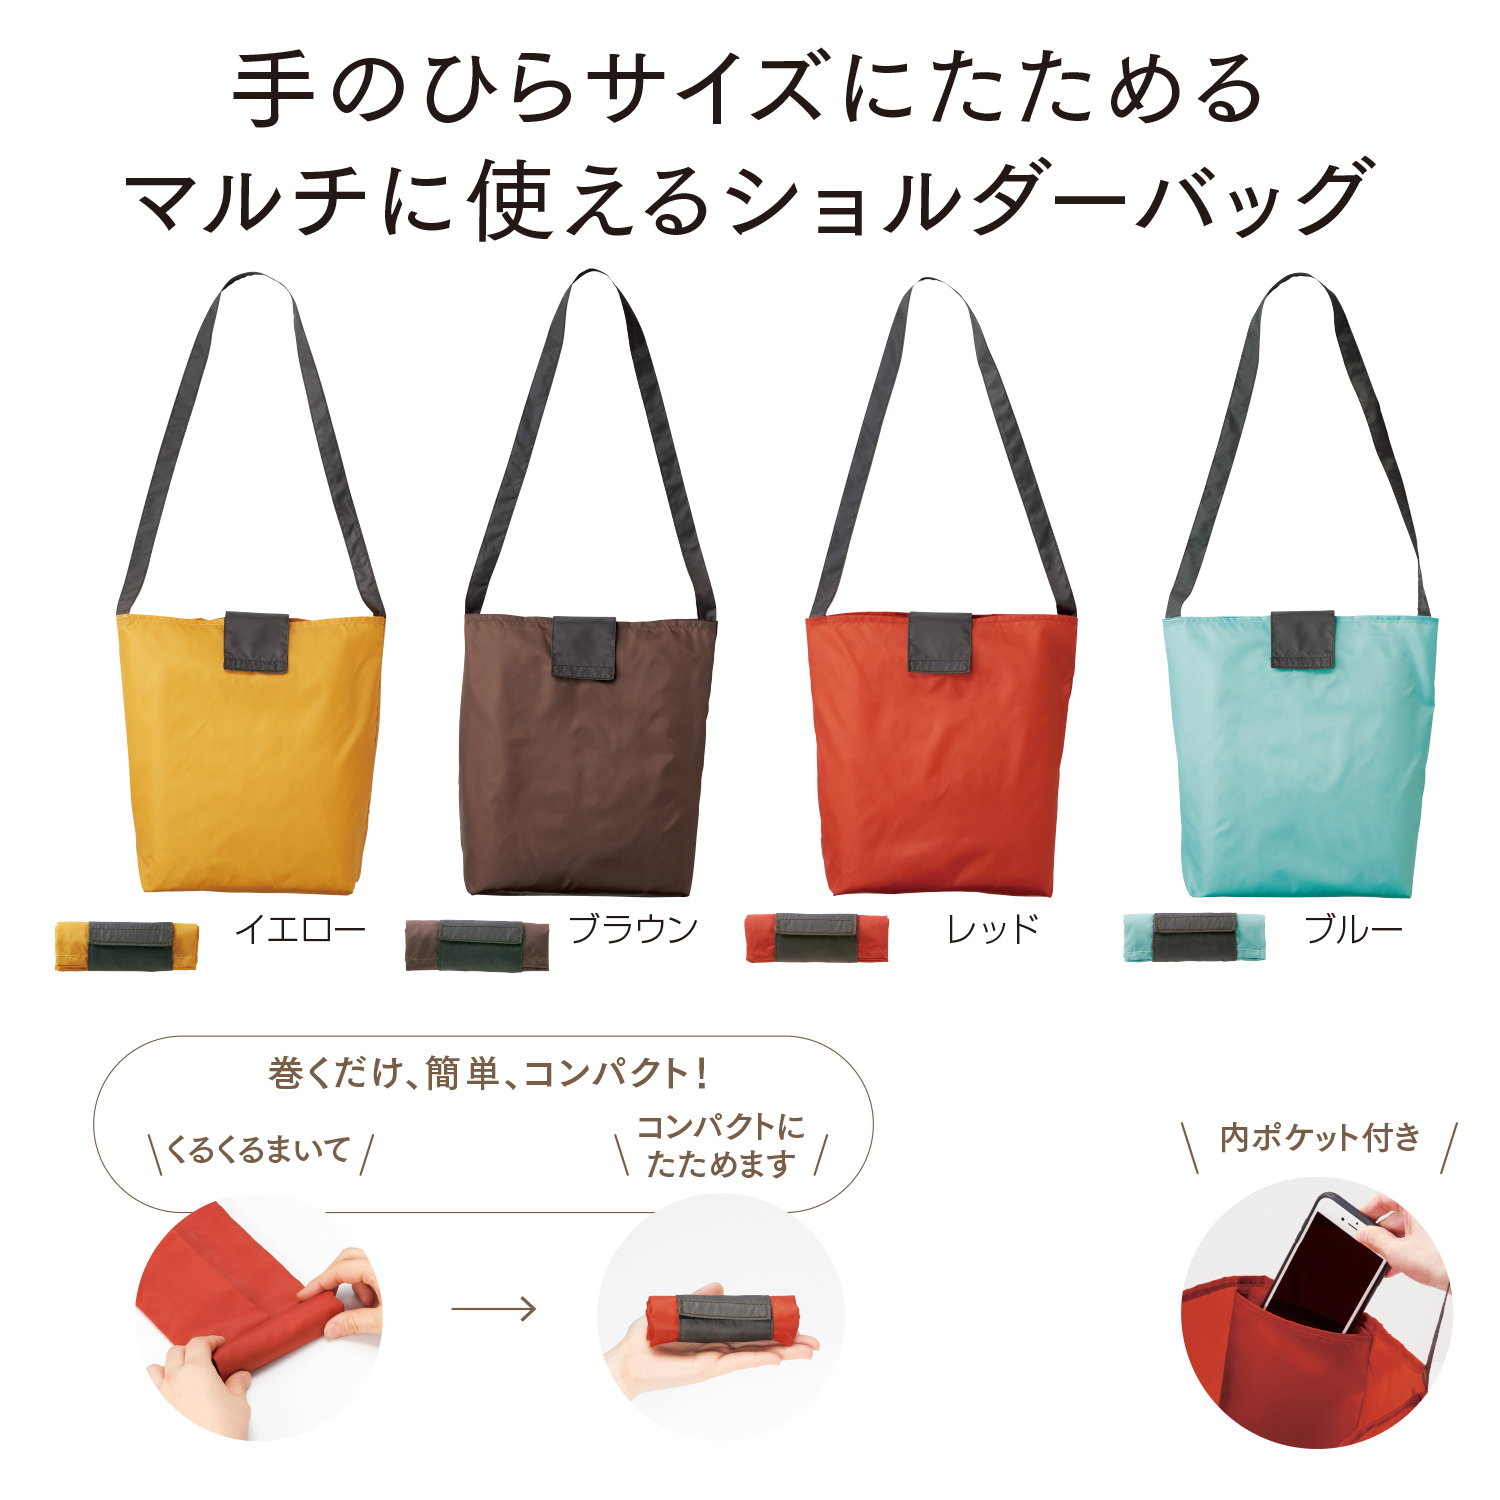 手のひらサイズにたためる
マルチに使えるショルダーバッグ
イエロー
ブラウン
レッド
ブルー
巻くだけ、簡単、コンパクト!
くるくるまいて
コンパクトに
たためます
内ポケット付き